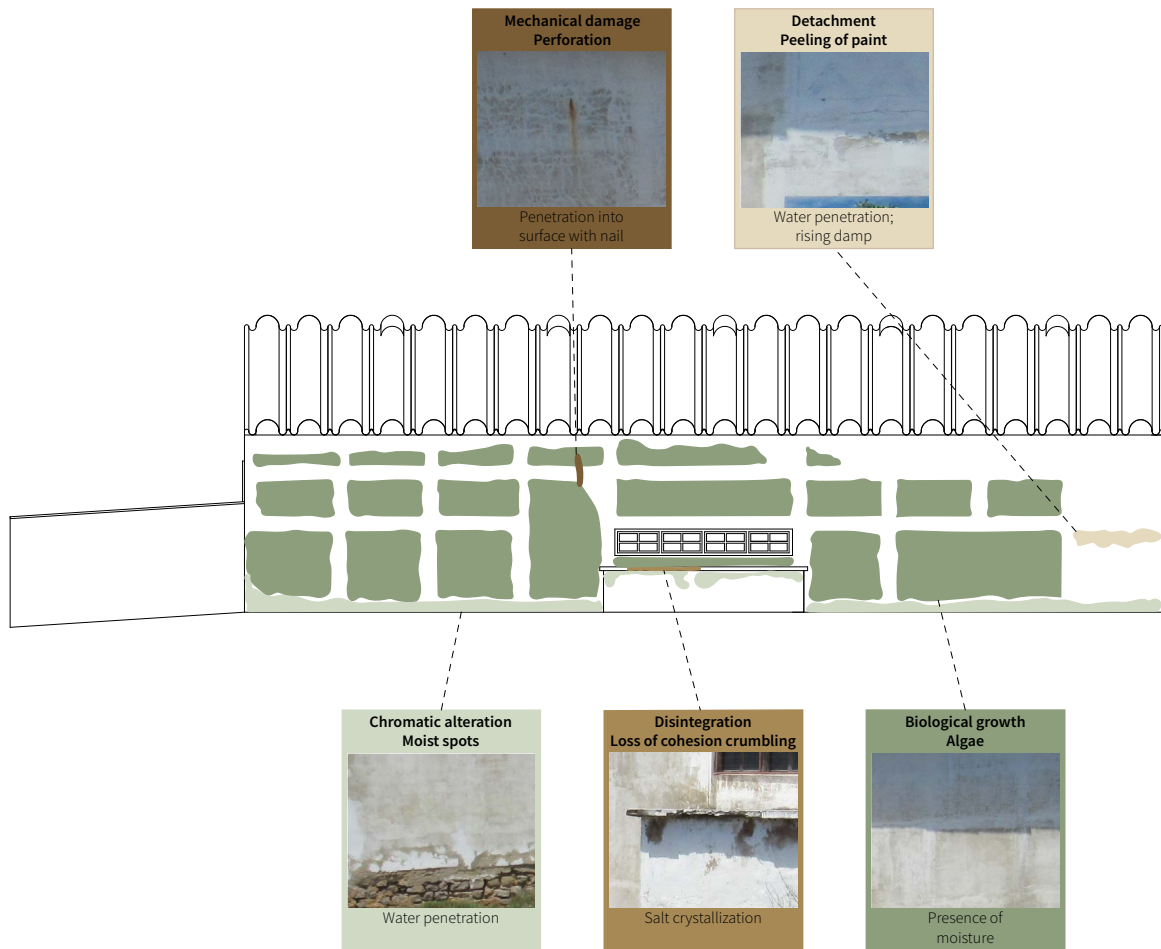 Mechanical damage
Perforation
Penetration into
surface with nail
Detachment
Peeling of paint
Water penetration;
rising damp
Chromatic alteration
Moist spots
Water penetration
Disintegration
Loss of cohesion crumbling
Salt crystallization
Biological growth
Algae
Presence of
moisture